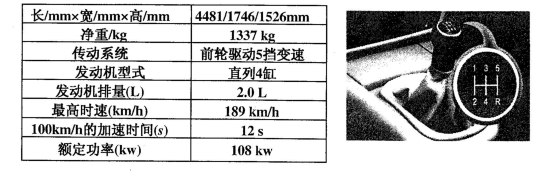 长/mm×宽/mm×高/mm 4481/1746/1526mm
净重/kg 1337 kg
传动系统 前轮驱动5挡变速
发动机型式 直列4缸
发动机排量(L) 2.0 L
最高时速(km/h) 189 km/h
100km/h的加速时间(s) 12 s
额定功率(kw) 108 kw
1 3 5
2 4 R